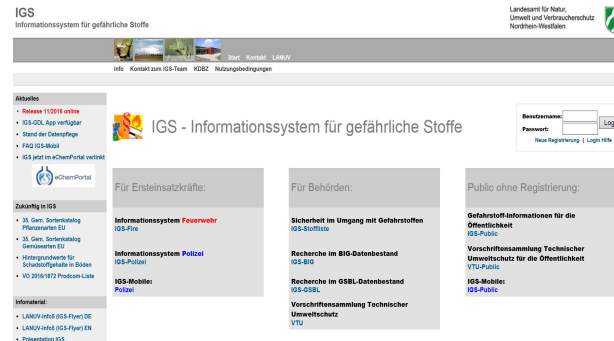 IGS
Informationssystem für gefährliche Stoffe
Landesamt für Natur,
Umwelt und Verbraucherschutz
Nordrhein-Westfalen
Start Kontakt LANUV
Info Kontakt zum IGS-Team KDBZ Nutzungsbedingungen
Aktuelles
Release 11/2016 online
IGS-GDL App verfügbar
Stand der Datenpflege
FAQ IGS-Mobil
IGS jetzt im eChemPortal verlinkt
eChemPortal
Zukünftig in IGS
35. Gem. Sortenkatalog
Pflanzenarten EU
35. Gem. Sortenkatalog
Gemüsearten EU
Hintergrundwerte für
Schadstoffgehalte in Böden
VO 2016/1872 Prodcom-Liste
Infomaterial:
LANUV-Info5 (IGS-Flyer) DE
LANUV-Info5 (IGS-Flyer) EN
Präsentation IGS
IGS - Informationssystem für gefährliche Stoffe
Benutzername:
Passwort:
Log
Neue Registrierung | Login Hilfe
Für Ersteinsatzkräfte:
Informationssystem Feuerwehr
IGS-Fire
Informationssystem Polizei
IGS-Polizei
IGS-Mobile:
Polizei
Für Behörden:
Sicherheit im Umgang mit Gefahrstoffen
IGS-Stoffliste
Recherche im BIG-Datenbestand
IGS-BIG
Recherche im GSBL-Datenbestand
IGS-GSBL
Vorschriftensammlung Technischer
Umweltschutz
VTU
Public ohne Registrierung:
Gefahrstoff-Informationen für die
Öffentlichkeit
IGS-Public
Vorschriftensammlung Technischer
Umweltschutz für die Öffentlichkeit
VTU-Public
IGS-Mobile:
IGS-Public